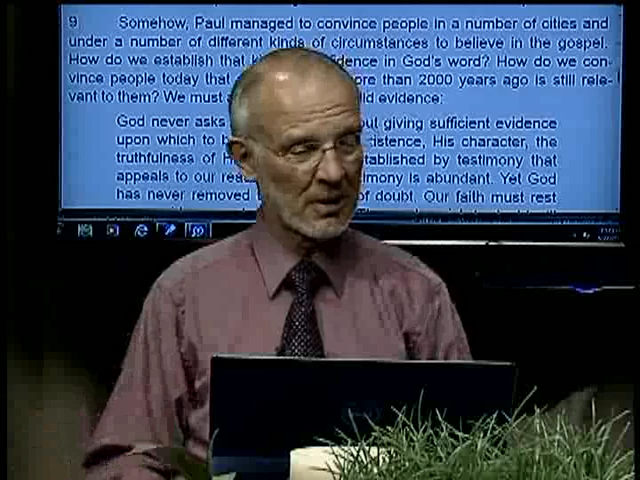 9 Somehow, Paul managed to convince people in a number of cities and
under a number of different kinds of circumstances to believe in the gospel.
How do we establish that in God's word? How do we con-
vince people today that more than 2000 years ago is still rele-
vant to them? We must evidence:
God never asks giving sufficient evidence
upon which to His character, the
truthfulness of established by testimony that
appeals to our is abundant. Yet God
has never removed of doubt. Our faith must rest